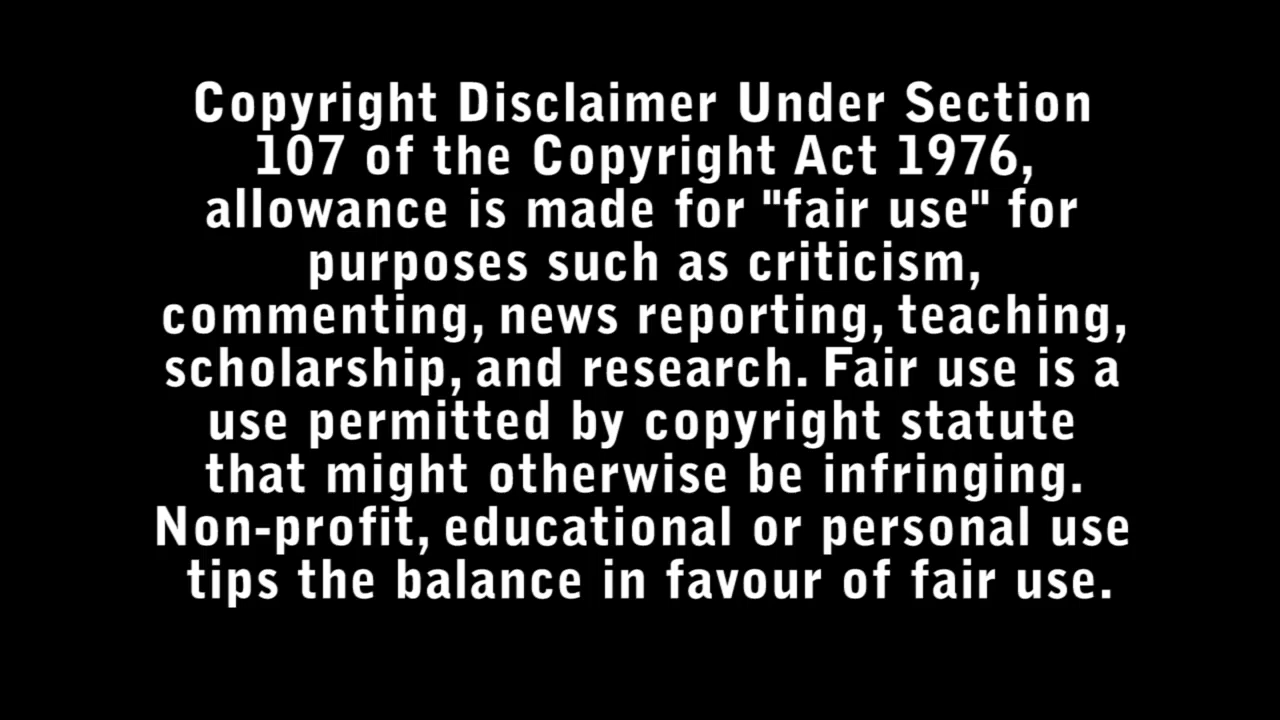 Copyright Disclaimer Under Section
107 of the Copyright Act 1976,
allowance is made for "fair use" for
purposes such as criticism,
commenting, news reporting, teaching,
scholarship, and research. Fair use is a
use permitted by copyright statute
that might otherwise be infringing.
Non-profit, educational or personal use
tips the balance in favour of fair use.